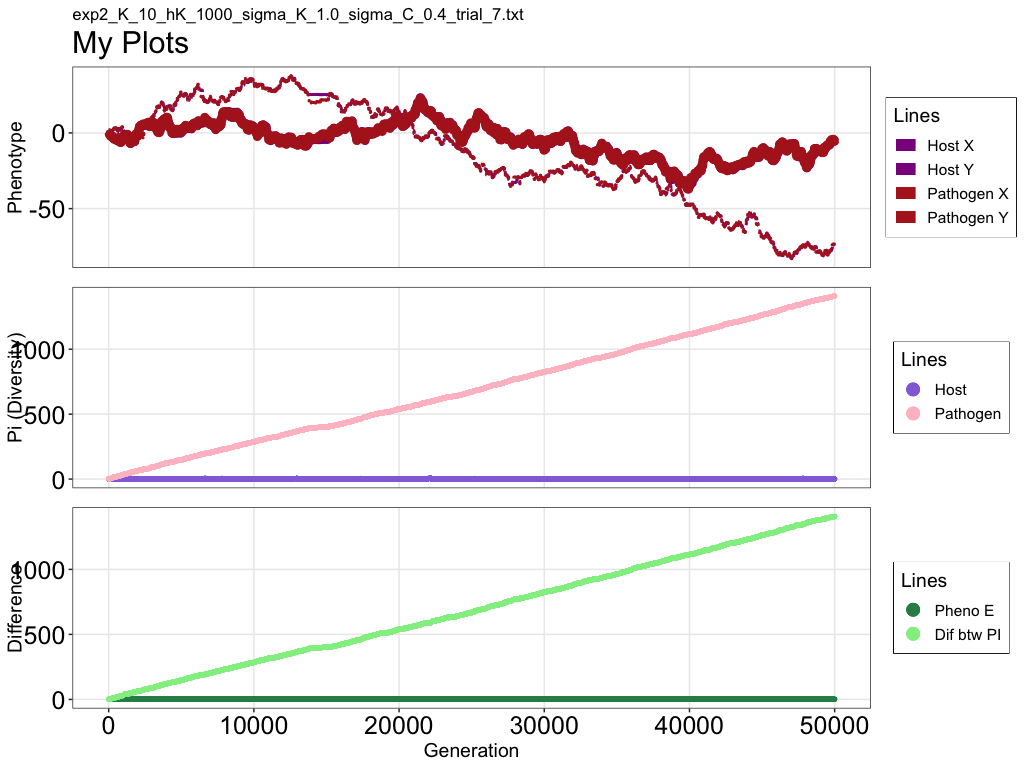 exp2_K_10_hK_1000_sigma_K_1.0_sigma_C_0.4_trial_7.txt
My Plots
Phenotype
0
-50
Lines
Host X
Host Y
Pathogen X
Pathogen Y
Pi (Diversity)
1000
500
0
Lines
Host
Pathogen
Difference
1000
500
0
Lines
Pheno E
Dif btw PI
0 10000 20000 30000 40000 50000
Generation